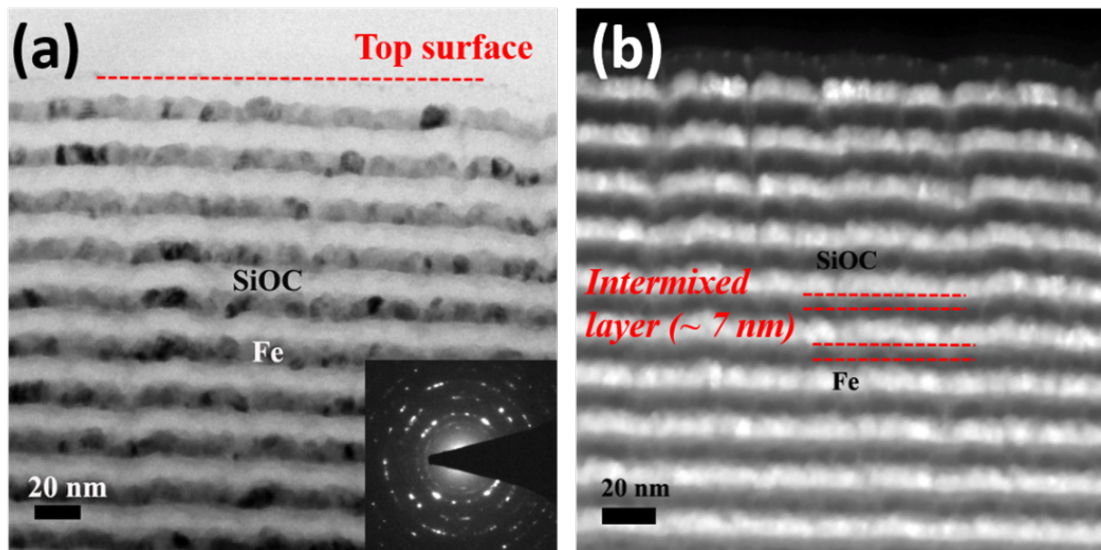 (a)
Top surface
SiOC
Fe
20 nm
(b)
SiOC
Intermixed
layer (~ 7 nm)
Fe
20 nm